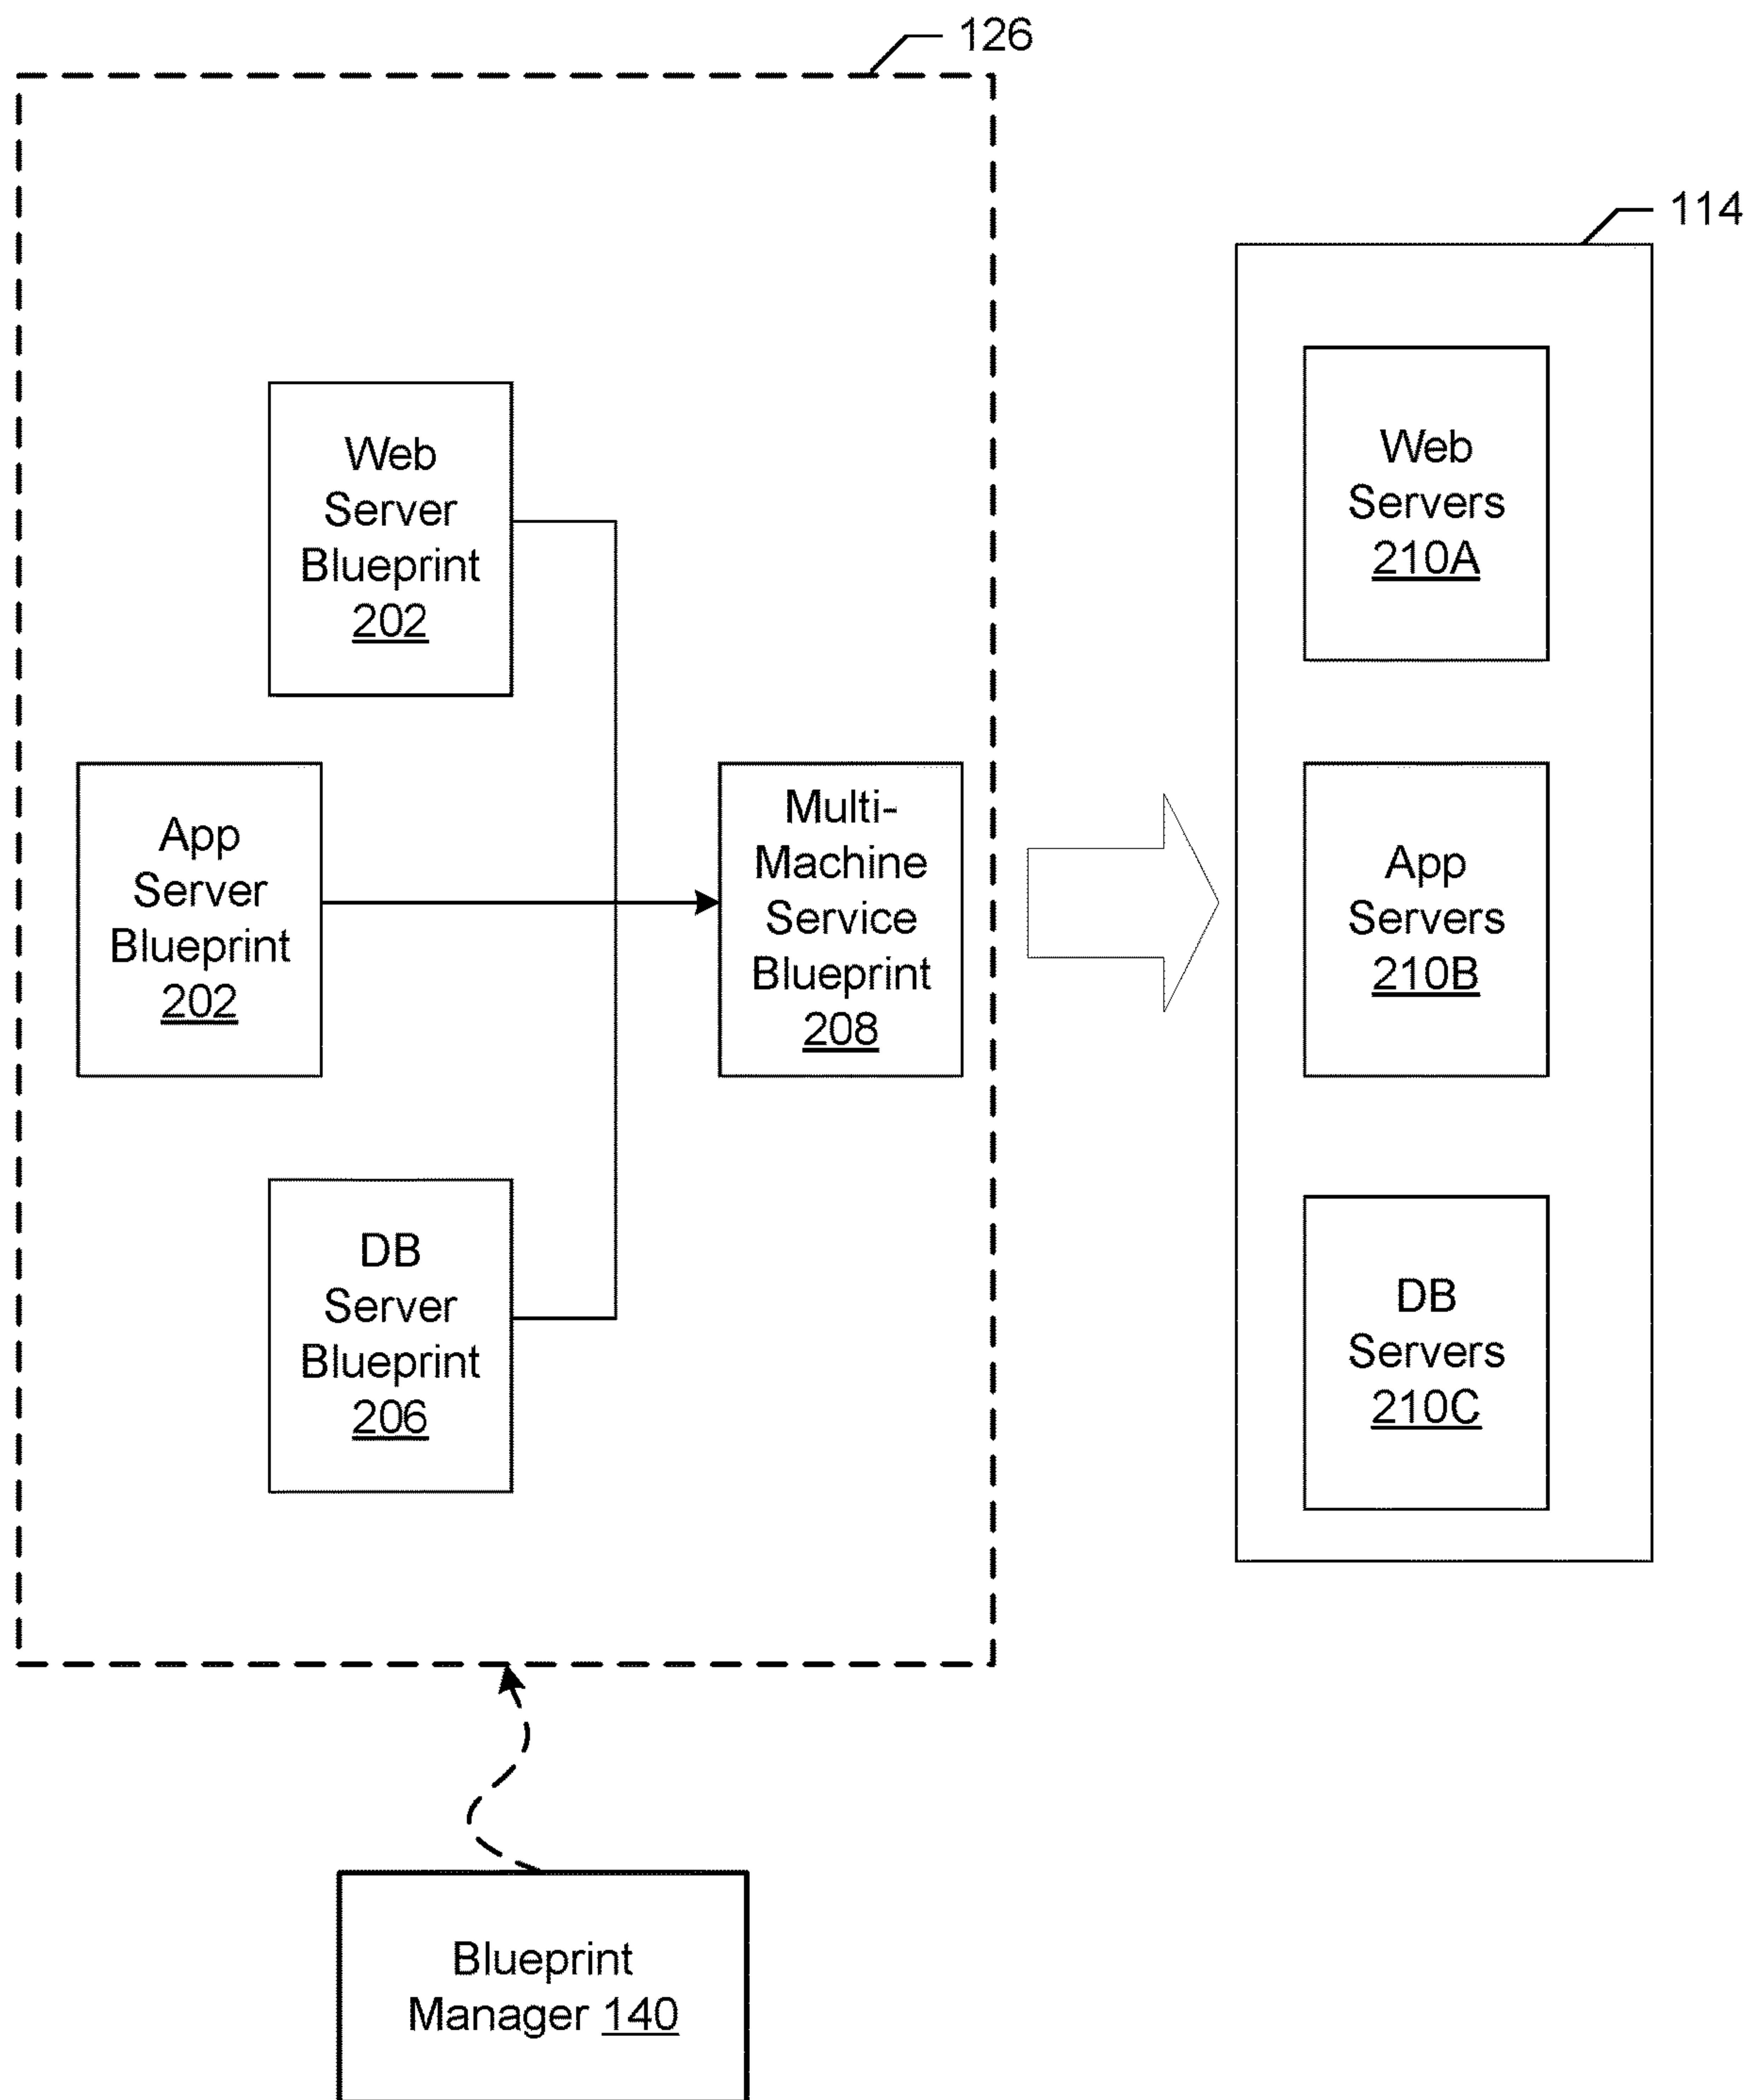 126
114
Web
Server
Blueprint
202
App
Server
Blueprint
202
DB
Server
Blueprint
206
Multi-
Machine
Service
Blueprint
208
Web
Servers
210A
App
Servers
210B
DB
Servers
210C
Blueprint
Manager 140